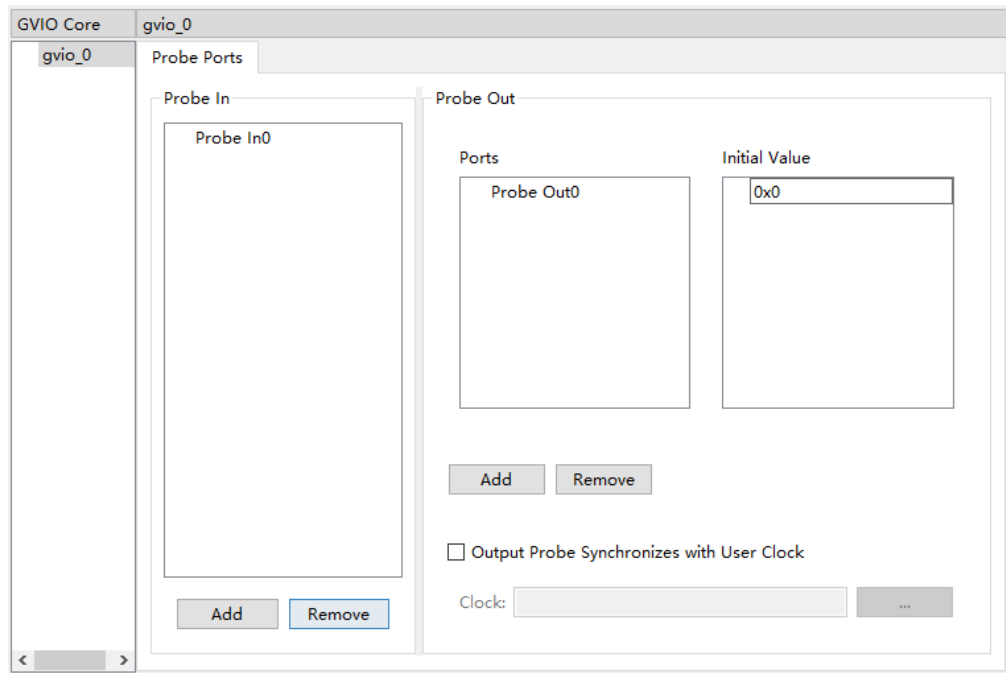 GVIO Core
gvio_0
gvio_0
Probe Ports
Probe In
Probe In0
Add
Remove
Probe Out
Ports
Initial Value
Probe Out0
0x0
Add
Remove
Output Probe Synchronizes with User Clock
Clock:
...